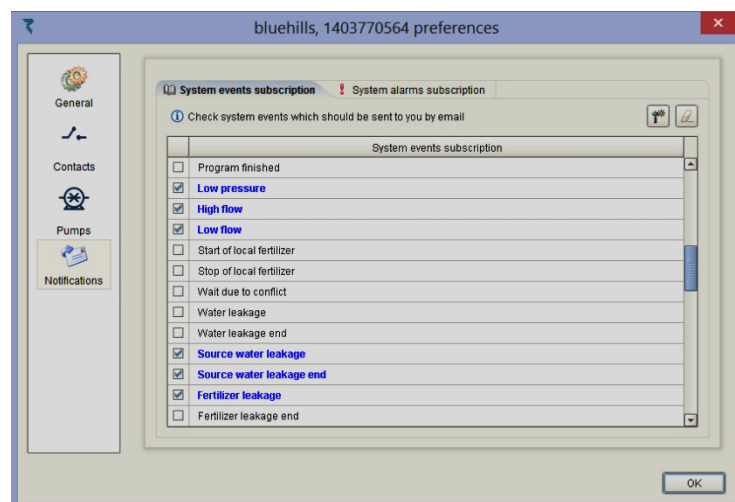 bluehills, 1403770564 preferences
General
Contacts
Pumps
Notifications
System events subscription
System alarms subscription
Check system events which should be sent to you by email
System events subscription
Program finished
Low pressure
High flow
Low flow
Start of local fertilizer
Stop of local fertilizer
Wait due to conflict
Water leakage
Water leakage end
Source water leakage
Source water leakage end
Fertilizer leakage
Fertilizer leakage end
OK